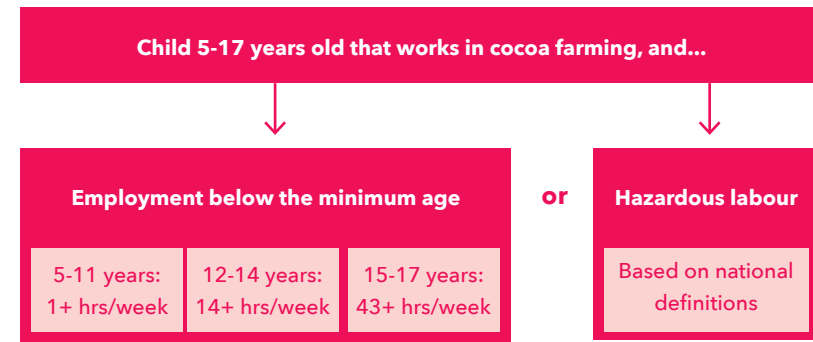 Child 5-17 years old that works in cocoa farming, and...
Employment below the minimum age
or
Hazardous labour
5-11 years:
1+ hrs/week
12-14 years:
14+ hrs/week
15-17 years:
43+ hrs/week
Based on national
definitions